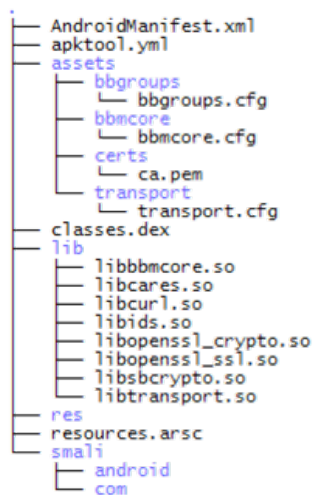 .
├── AndroidManifest.xml
├── apktool.yml
├── assets
│   ├── bbgroups
│   │   └── bbgroups.cfg
│   ├── bbmcore
│   │   └── bbmcore.cfg
│   ├── certs
│   │   └── ca.pem
│   └── transport
│       └── transport.cfg
├── classes.dex
├── lib
│   ├── libbbmcore.so
│   ├── libcares.so
│   ├── libcurl.so
│   ├── libids.so
│   ├── libopenssl_crypto.so
│   ├── libopenssl_ssl.so
│   ├── libsbcrypto.so
│   └── libtransport.so
├── res
├── resources.arsc
└── smali
    ├── android
    └── com